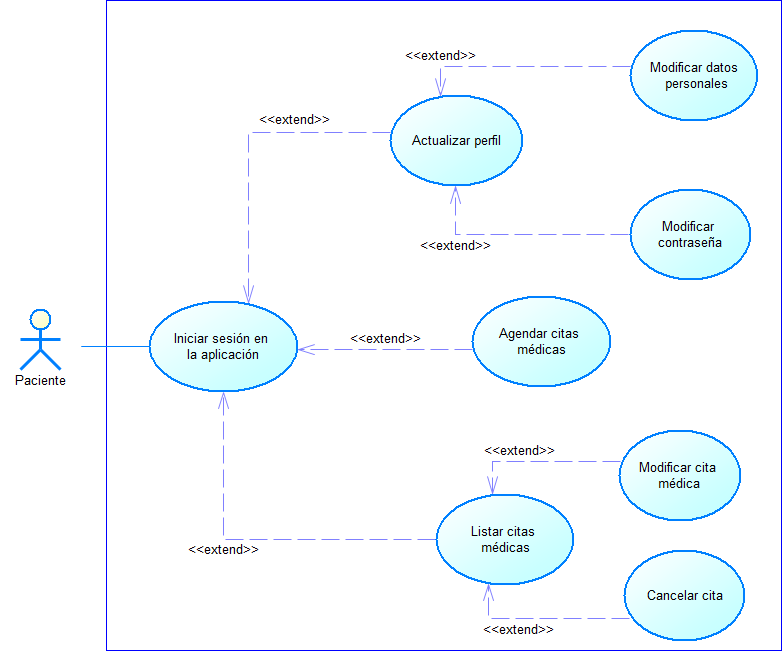 <<extend>>
Modificar datos
personales
<<extend>>
Actualizar perfil
Modificar
contraseña
<<extend>>
Iniciar sesión en
la aplicación
<<extend>>
Agendar citas
médicas
Paciente
<<extend>>
Modificar cita
médica
Listar citas
médicas
<<extend>>
Cancelar cita
<<extend>>